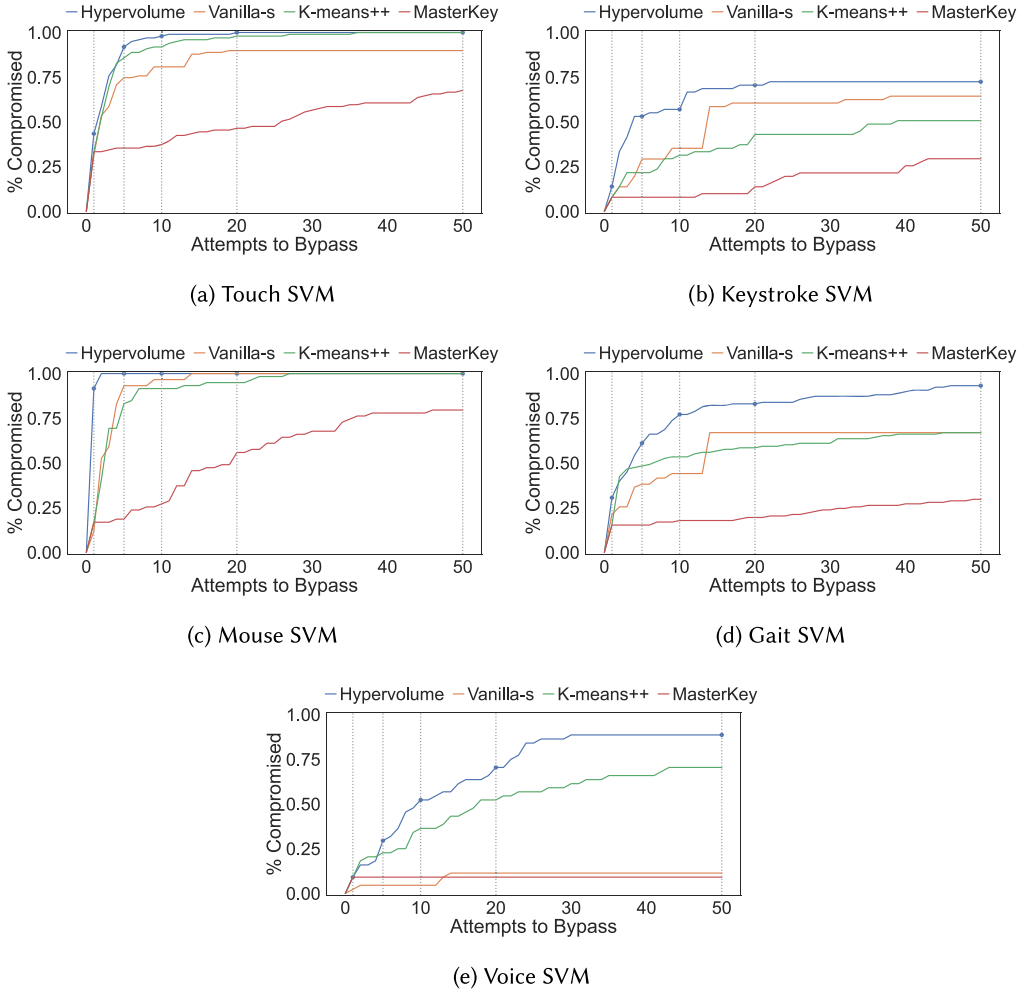 Hypervolume Vanilla-s K-means++ MasterKey
1.00
0.75
0.50
0.25
0.00
% Compromised
0 10 20 30 40 50
Attempts to Bypass
(a) Touch SVM
Hypervolume Vanilla-s K-means++ MasterKey
1.00
0.75
0.50
0.25
0.00
% Compromised
0 10 20 30 40 50
Attempts to Bypass
(b) Keystroke SVM
Hypervolume Vanilla-s K-means++ MasterKey
1.00
0.75
0.50
0.25
0.00
% Compromised
0 10 20 30 40 50
Attempts to Bypass
(c) Mouse SVM
Hypervolume Vanilla-s K-means++ MasterKey
1.00
0.75
0.50
0.25
0.00
% Compromised
0 10 20 30 40 50
Attempts to Bypass
(d) Gait SVM
Hypervolume Vanilla-s K-means++ MasterKey
1.00
0.75
0.50
0.25
0.00
% Compromised
0 10 20 30 40 50
Attempts to Bypass
(e) Voice SVM